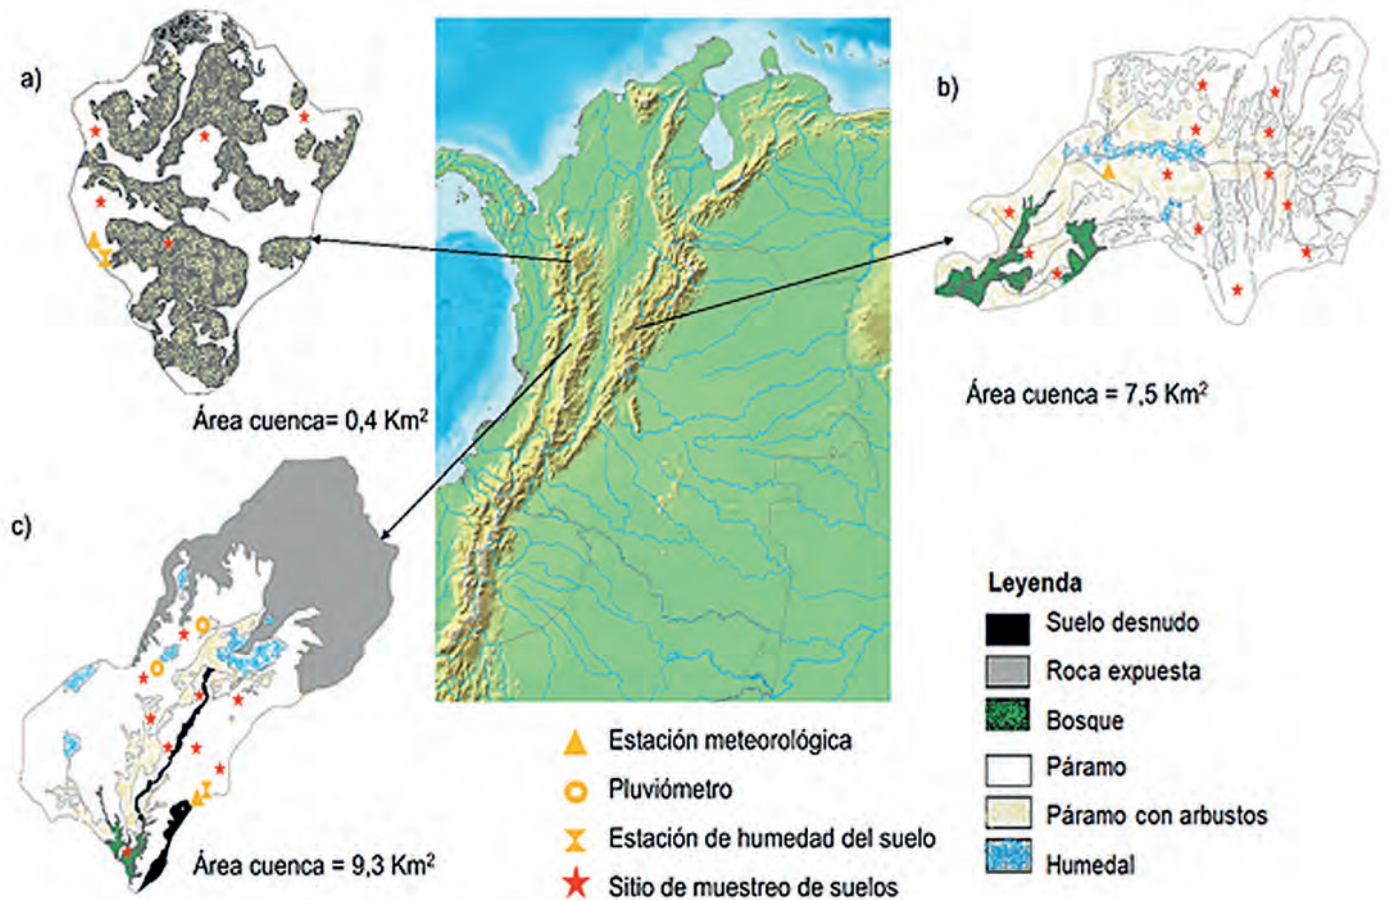 a)
b)
Área cuenca= 0,4 Km²
Área cuenca = 7,5 Km²
c)
Área cuenca = 9,3 Km²
Estación meteorológica
Pluviómetro
Estación de humedad del suelo
Sitio de muestreo de suelos
Leyenda
Suelo desnudo
Roca expuesta
Bosque
Páramo
Páramo con arbustos
Humedal